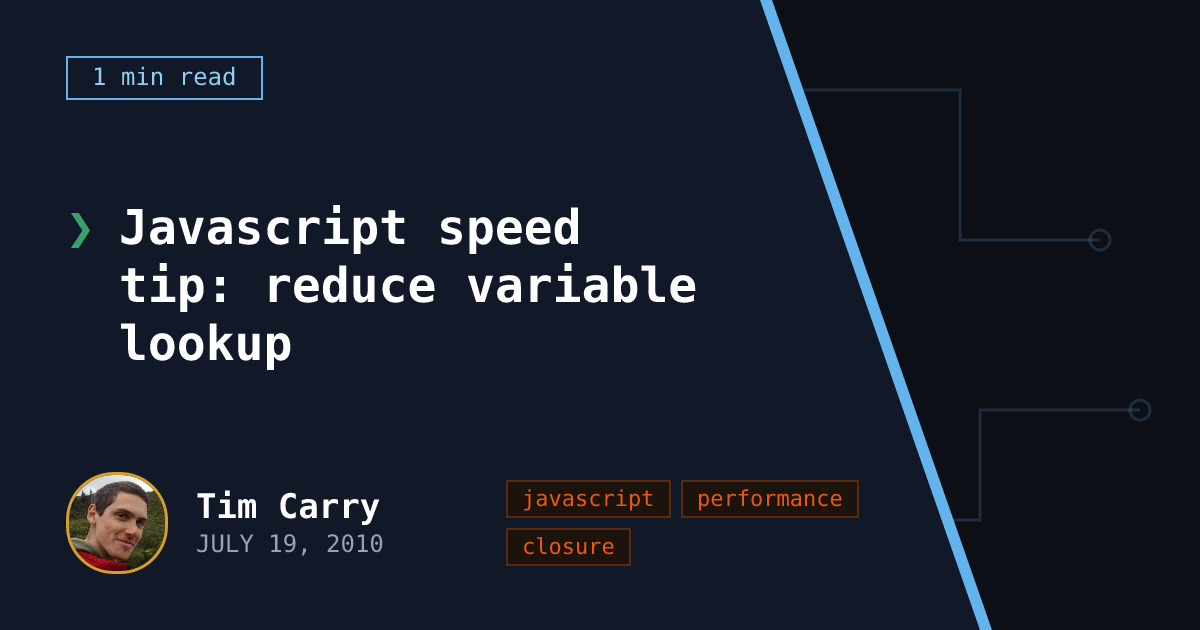 1 min read
❯ Javascript speed
tip: reduce variable
lookup
Tim Carry
JULY 19, 2010
javascript performance
closure